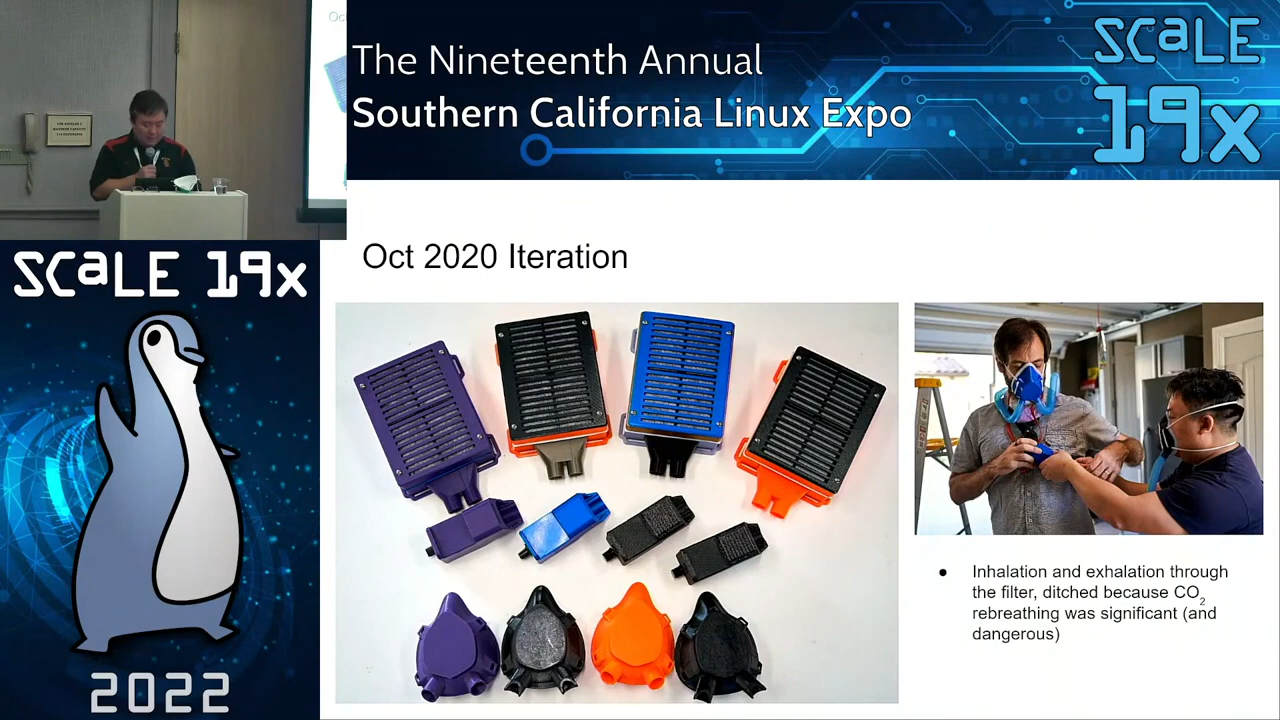 The Nineteenth Annual
Southern California Linux Expo
SCaLE
19x
SCaLE 19x
2022
Oct 2020 Iteration
● Inhalation and exhalation through
the filter, ditched because CO₂
rebreathing was significant (and
dangerous)